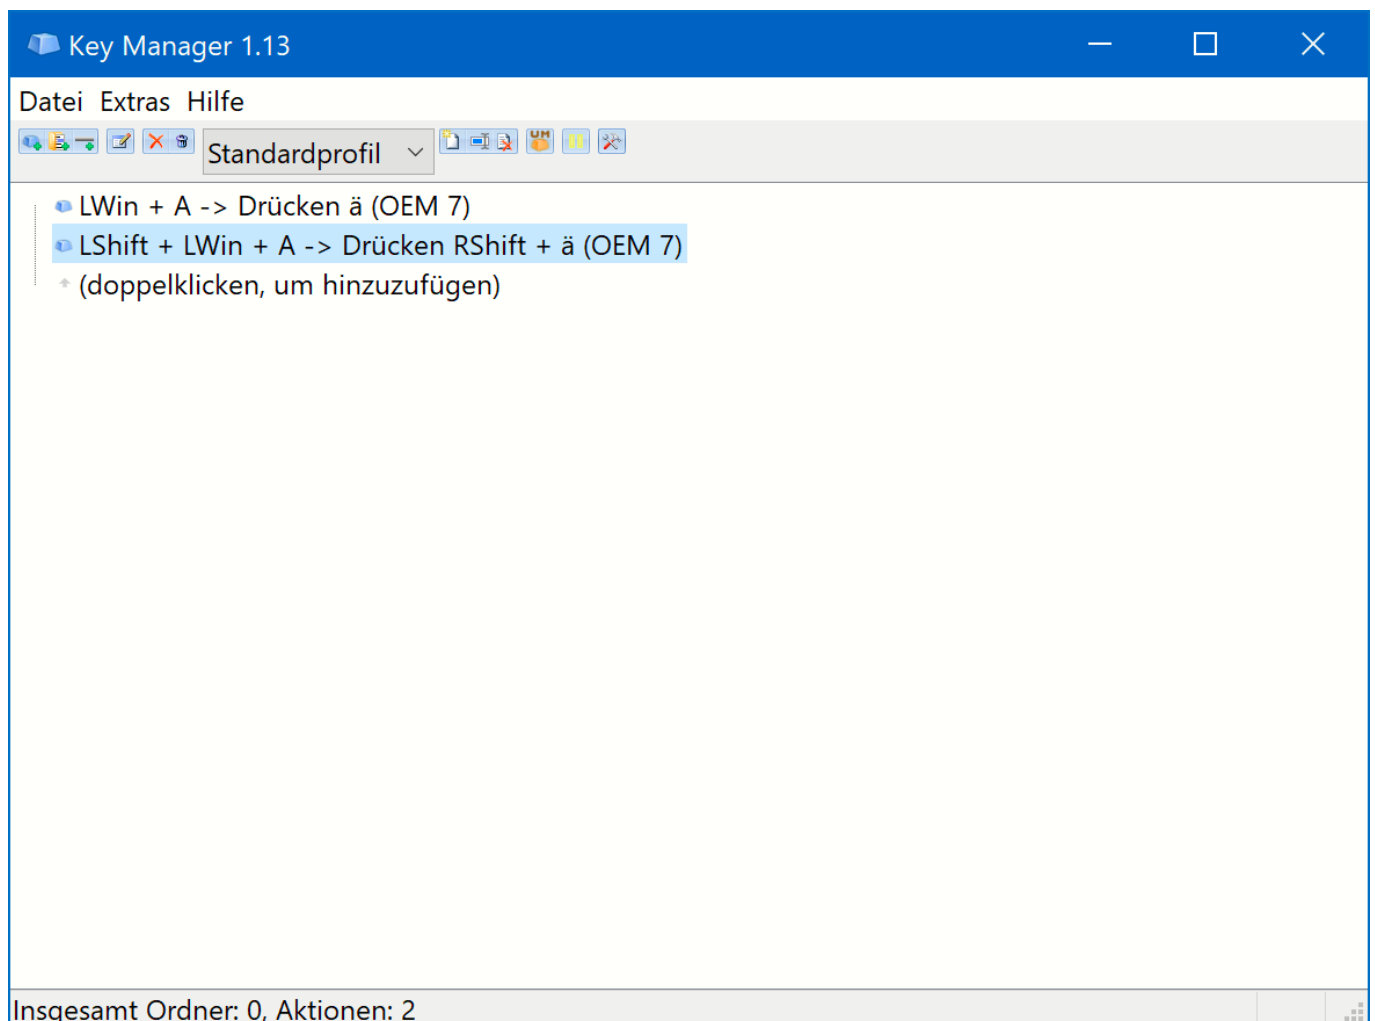 Key Manager 1.13
Datei Extras Hilfe
Standardprofil
UM
LWin + A -> Drücken ä (OEM 7)
LShift + LWin + A -> Drücken RShift + ä (OEM 7)
(doppelklicken, um hinzuzufügen)
Insgesamt Ordner: 0, Aktionen: 2